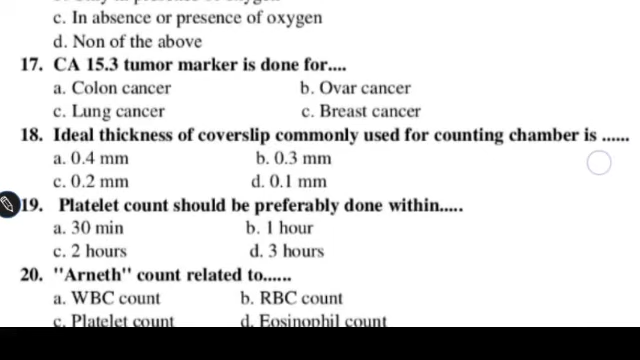 c. In absence or presence of oxygen
d. Non of the above
17. CA 15.3 tumor marker is done for....
a. Colon cancer b. Ovar cancer
c. Lung cancer c. Breast cancer
18. Ideal thickness of coverslip commonly used for counting chamber is ......
a. 0.4 mm b. 0.3 mm
c. 0.2 mm d. 0.1 mm
19. Platelet count should be preferably done within.....
a. 30 min b. 1 hour
c. 2 hours d. 3 hours
20. "Arneth" count related to......
a. WBC count b. RBC count
c. Platelet count d. Eosinophil count